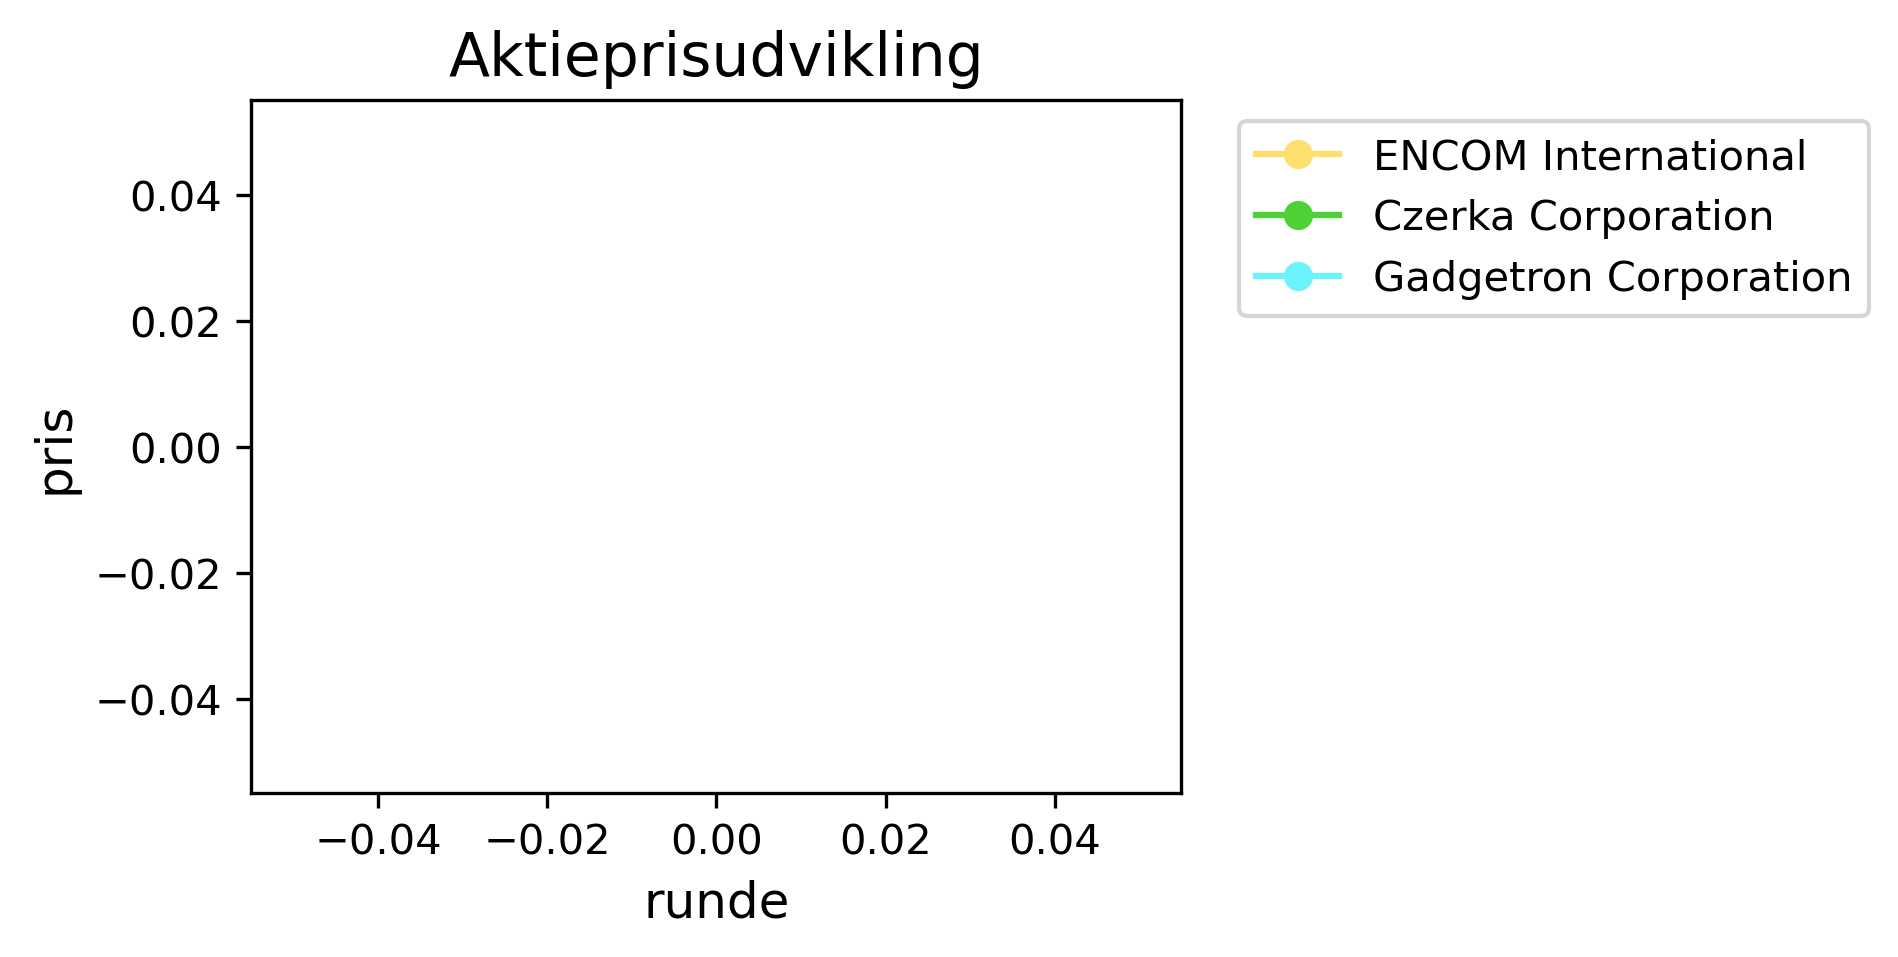 Aktieprisudvikling
ENCOM International
Czerka Corporation
Gadgetron Corporation
pris
0.04
0.02
0.00
−0.02
−0.04
−0.04 −0.02 0.00 0.02 0.04
runde